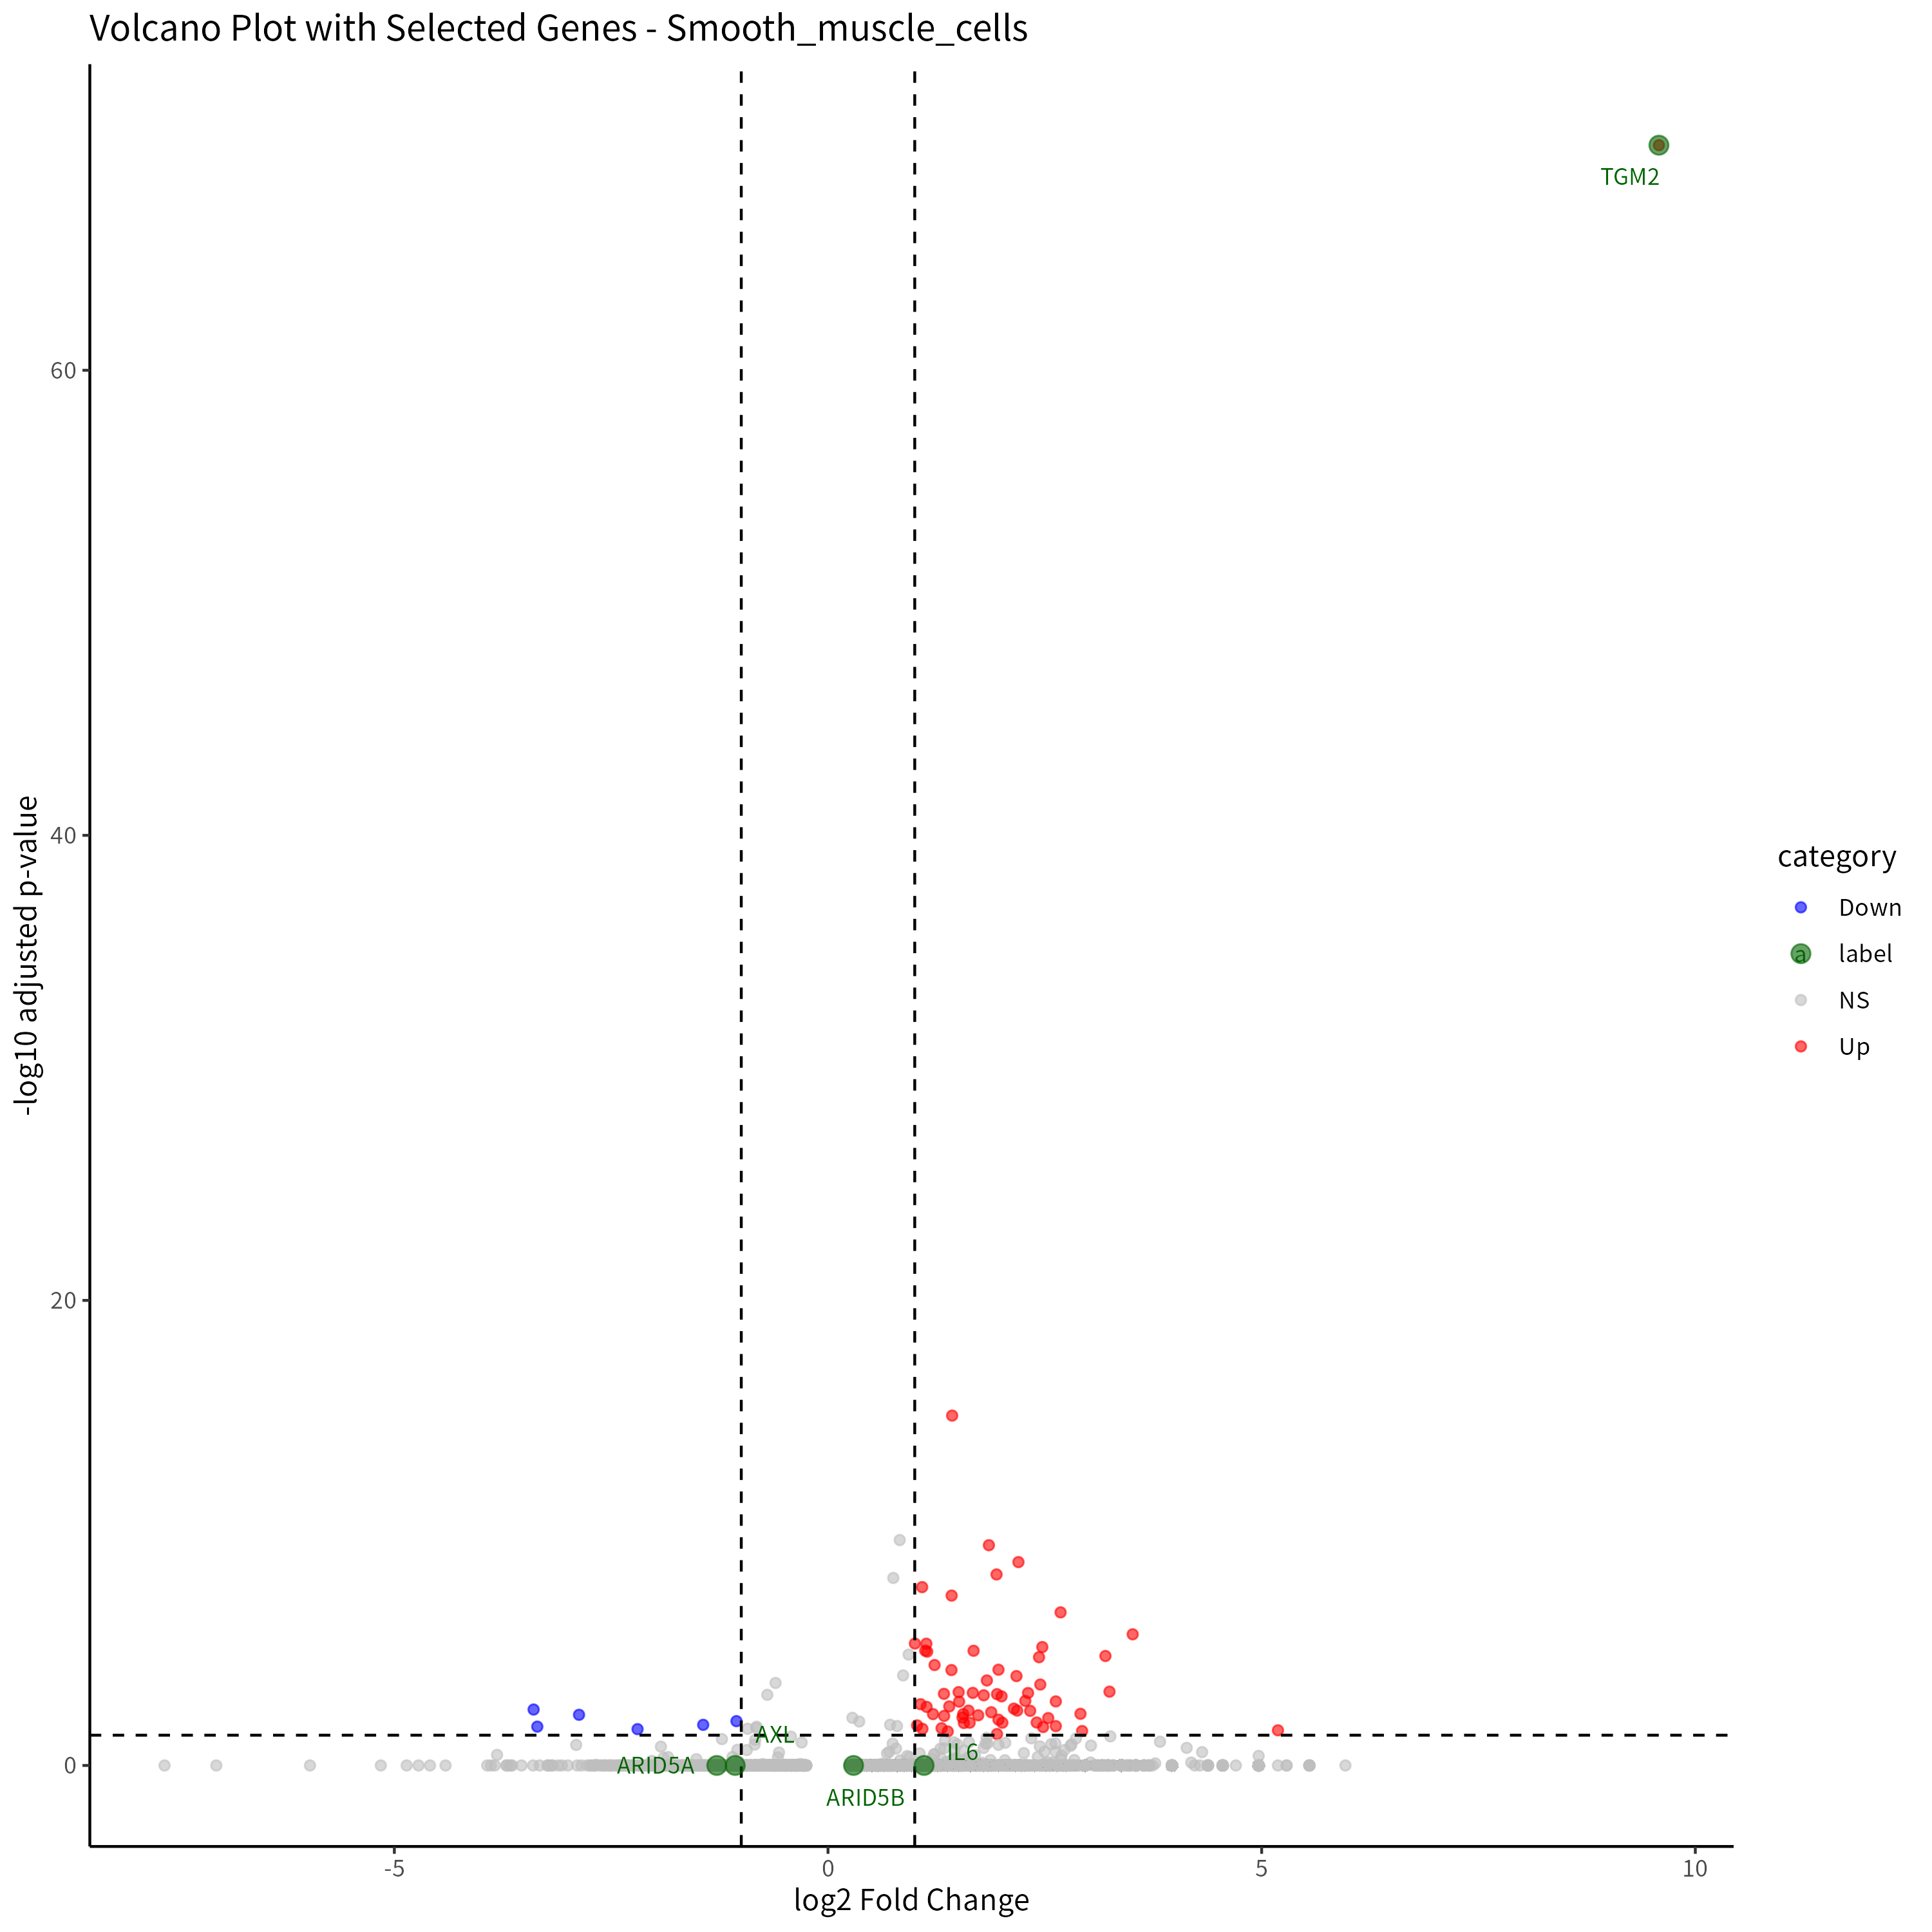 Volcano Plot with Selected Genes - Smooth_muscle_cells
TGM2
60
40
20
0
-log10 adjusted p-value
category
Down
a label
NS
Up
AXL
IL6
ARID5A
ARID5B
-5
0
5
10
log2 Fold Change